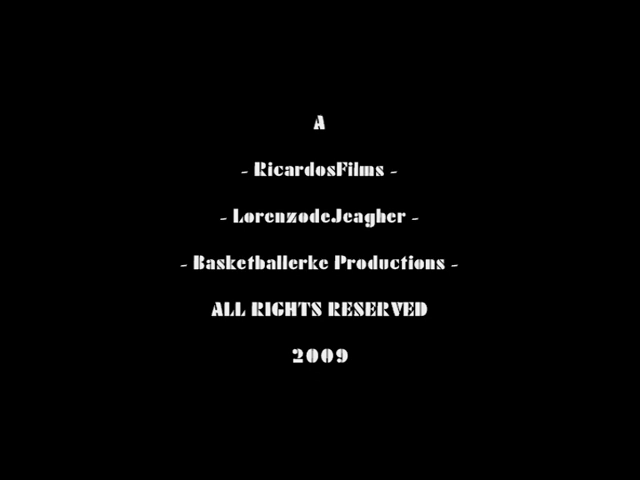 A
- RicardosFilms -
- LorenzodeJeagher -
- Basketballerke Productions -
ALL RIGHTS RESERVED
2009